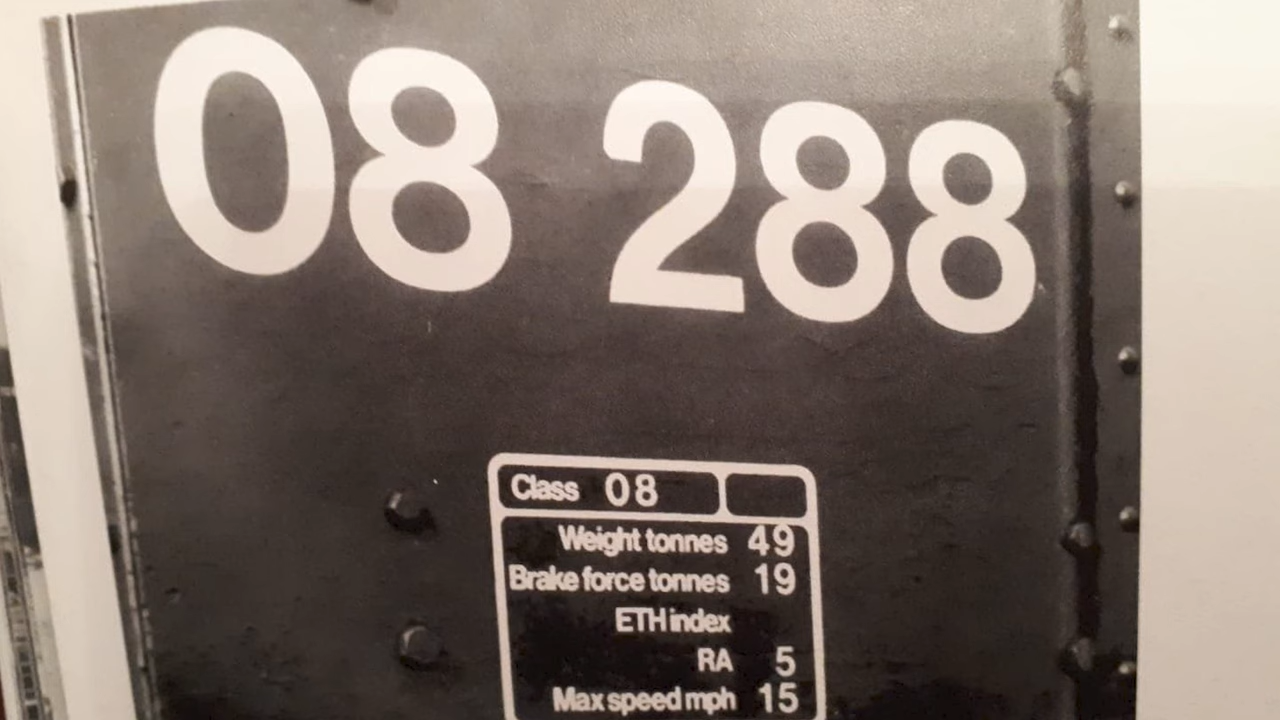 08 288
Class 08
Weight tonnes 49
Brake force tonnes 19
ETH index
RA 5
Max speed mph 15